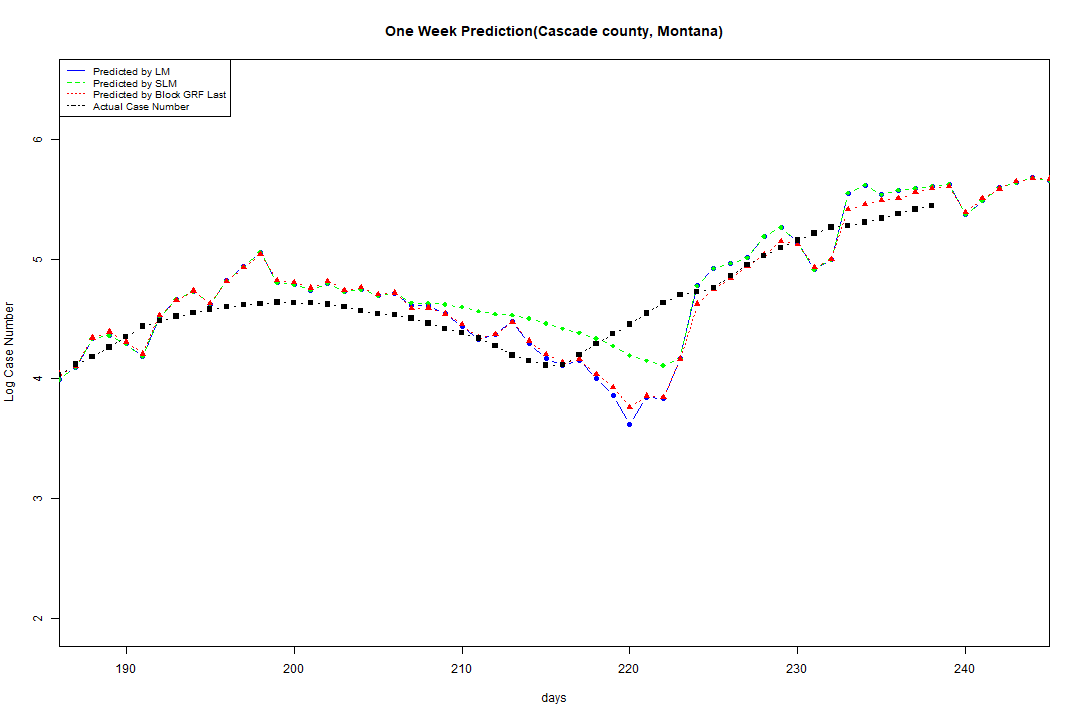 One Week Prediction(Cascade county, Montana)
Predicted by LM
Predicted by SLM
Predicted by Block GRF Last
Actual Case Number
6
5
4
3
2
Log Case Number
190 200 210 220 230 240
days